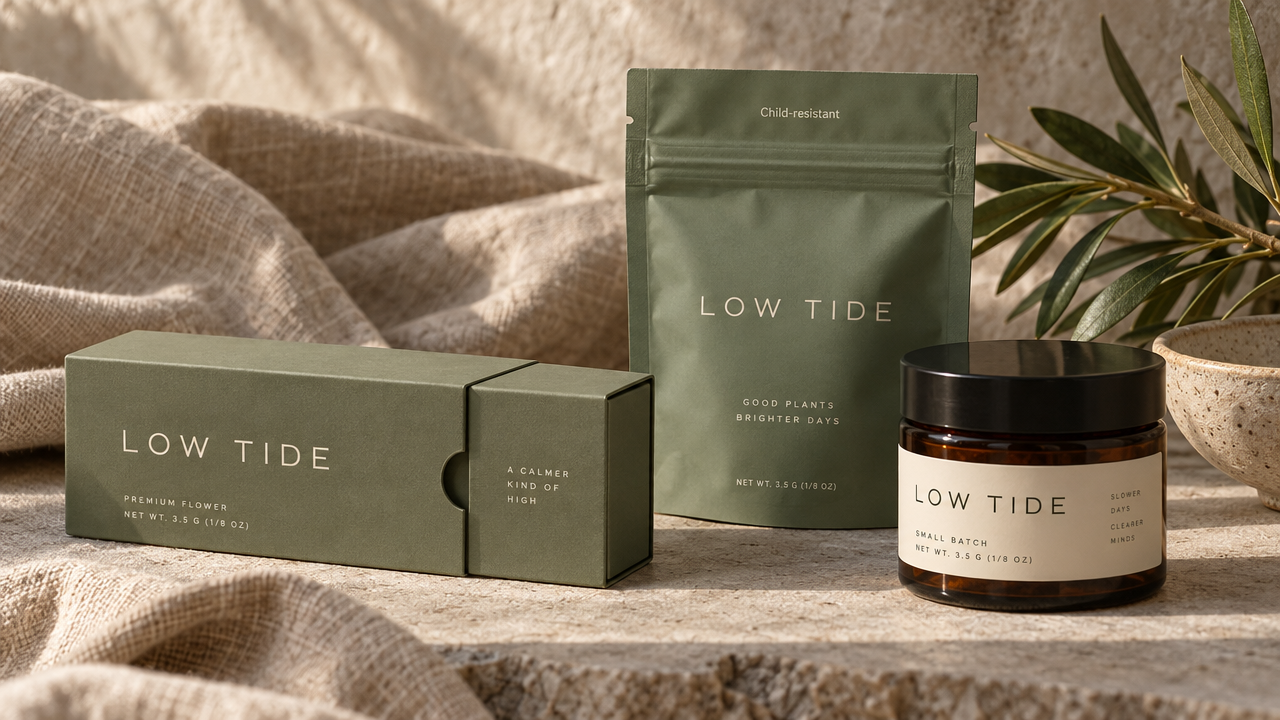 Child-resistant
LOW TIDE
GOOD PLANTS
BRIGHTER DAYS
NET WT. 3.5 G (1/8 OZ)
LOW TIDE
PREMIUM FLOWER
NET WT. 3.5 G (1/8 OZ)
A CALMER
KIND OF
HIGH
LOW TIDE
SMALL BATCH
NET WT. 3.5 G (1/8 OZ)
SLOWER
DAYS
CLEARER
MINDS